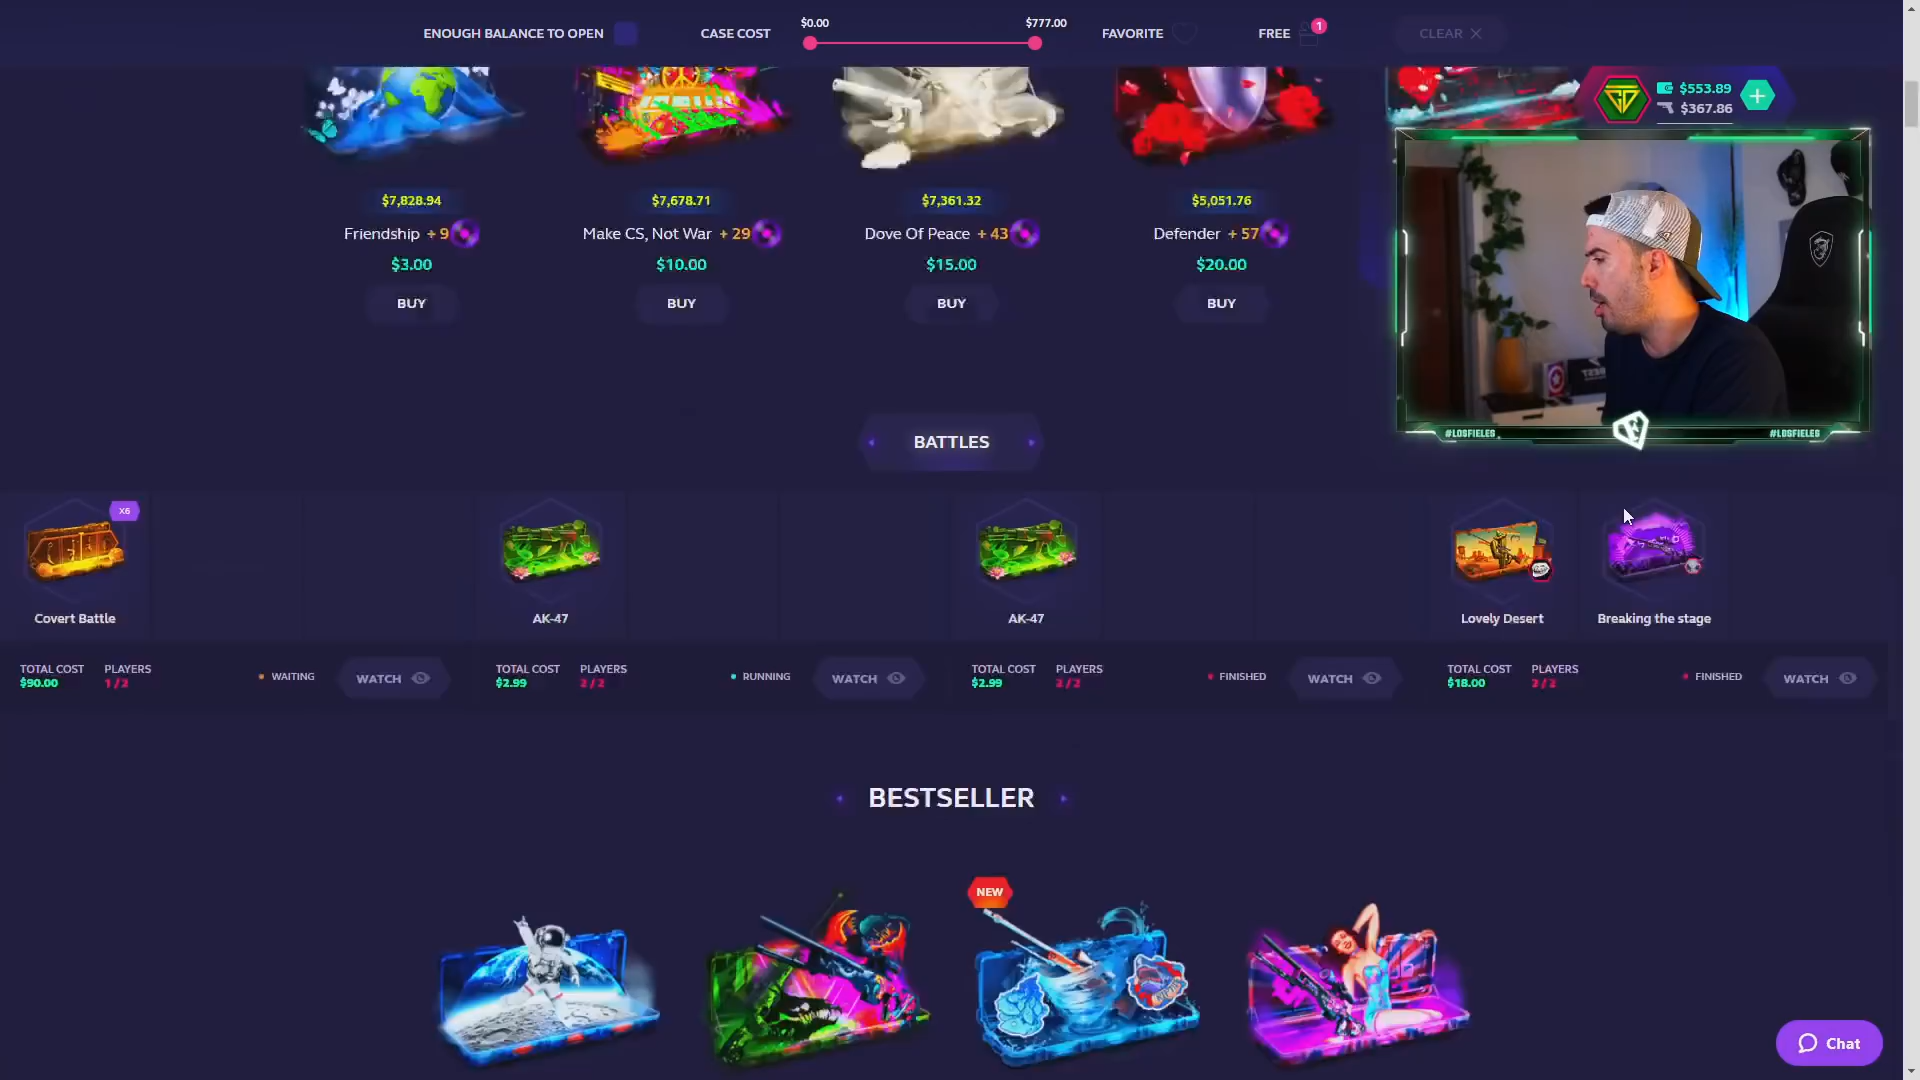 ENOUGH BALANCE TO OPEN
CASE COST
$0.00
$777.00
FAVORITE
FREE
1
CLEAR
$553.89
$367.86
$7,828.94
$7,678.71
$7,361.32
$5,051.76
Friendship + 9
Make CS, Not War + 29
Dove Of Peace + 43
Defender + 57
$3.00
$10.00
$15.00
$20.00
BUY
BUY
BUY
BUY
#LOSFIELES
#LOSFIELES
BATTLES
X6
Covert Battle
AK-47
AK-47
Lovely Desert
Breaking the stage
TOTAL COST
$90.00
PLAYERS
1 / 2
WAITING
WATCH
TOTAL COST
$2.99
PLAYERS
2 / 2
RUNNING
WATCH
TOTAL COST
$2.99
PLAYERS
2 / 2
FINISHED
WATCH
TOTAL COST
$18.00
PLAYERS
2 / 2
FINISHED
WATCH
BESTSELLER
NEW
Chat